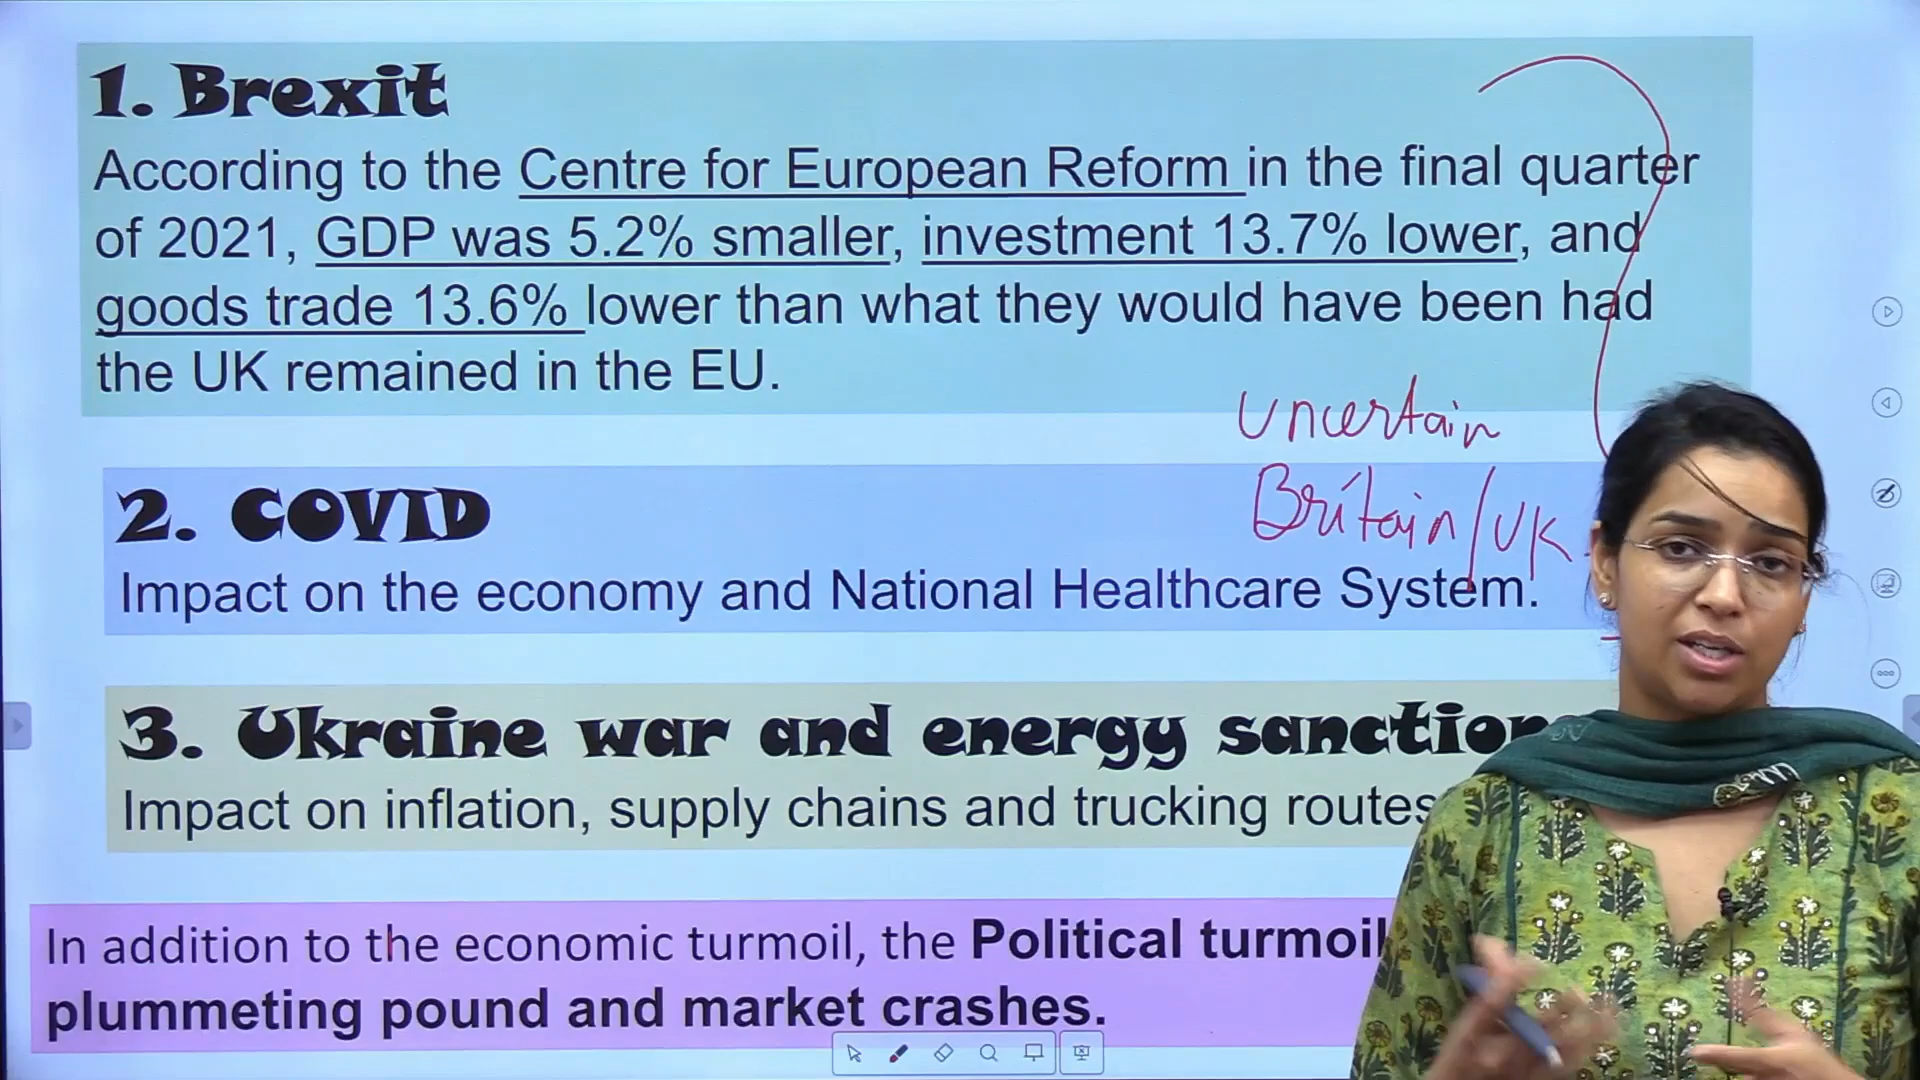 1. Brexit
According to the Centre for European Reform in the final quarter
of 2021, GDP was 5.2% smaller, investment 13.7% lower, and
goods trade 13.6% lower than what they would have been had
the UK remained in the EU.
Uncertain
Britain/UK
2. COVID
Impact on the economy and National Healthcare System.
3. Ukraine war and energy sanction
Impact on inflation, supply chains and trucking routes
In addition to the economic turmoil, the Political turmoil
plummeting pound and market crashes.